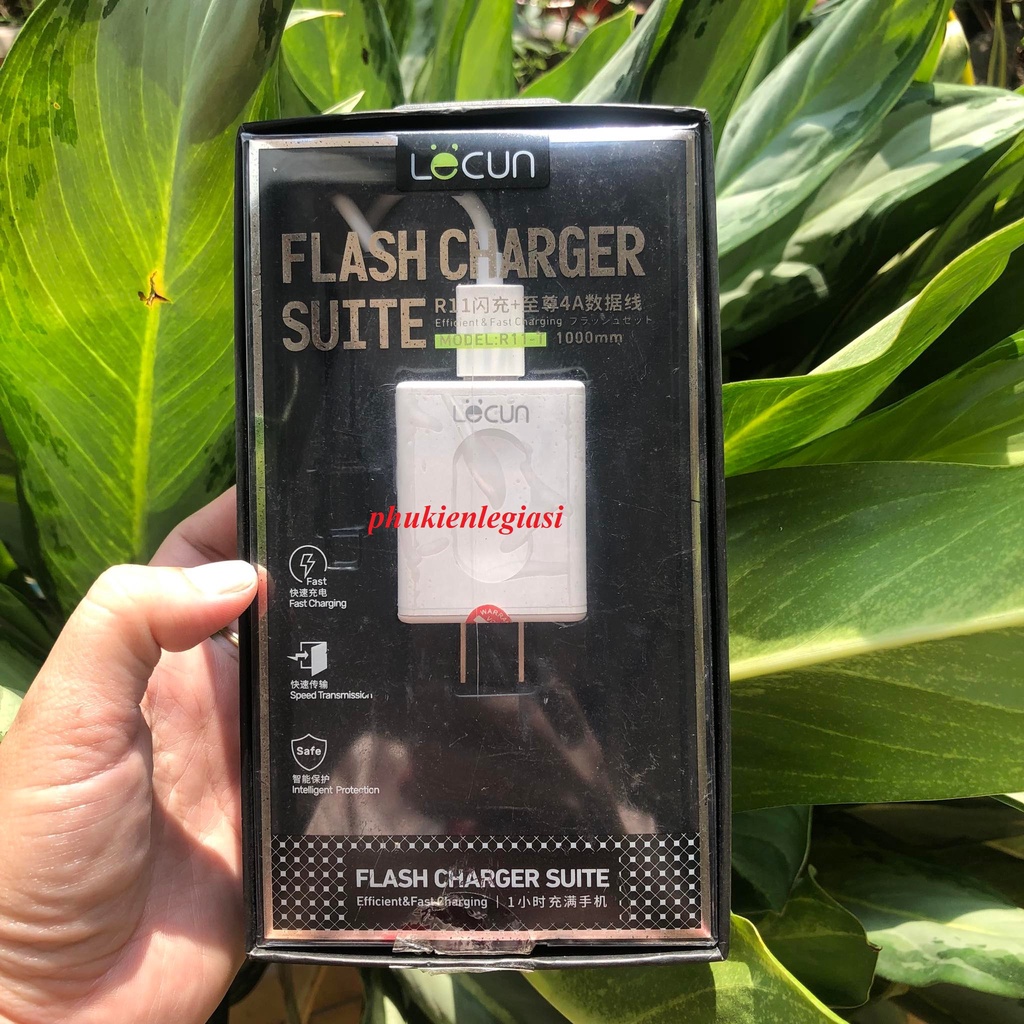 LOCUN
FLASH CHARGER
SUITE
R11闪充+至尊4A数据线
Efficient & Fast Charging フラッシュセット
MODEL:R11-T 1000mm
LOCUN
phukienlegiasi
Fast
快速充电
Fast Charging
快速传输
Speed Transmission
Safe
智能保护
Intelligent Protection
FLASH CHARGER SUITE
Efficient&Fast Charging | 1小时充满手机